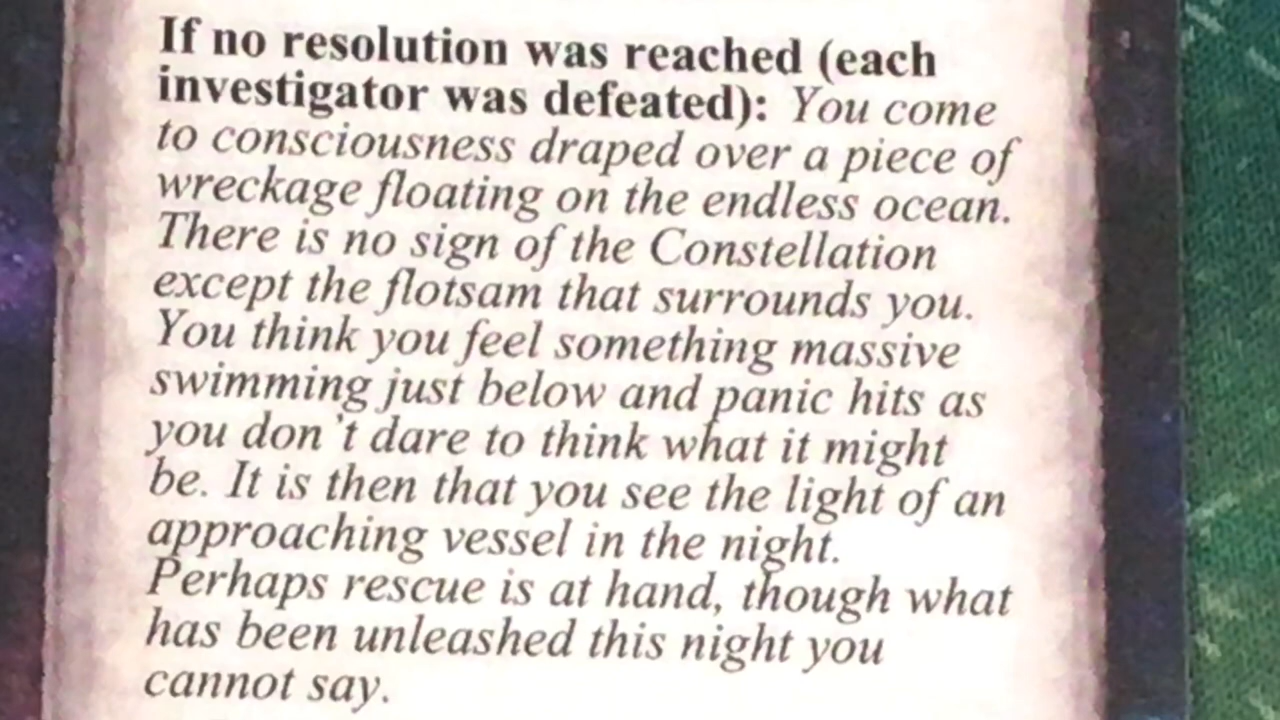 If no resolution was reached (each
investigator was defeated): You come
to consciousness draped over a piece of
wreckage floating on the endless ocean.
There is no sign of the Constellation
except the flotsam that surrounds you.
You think you feel something massive
swimming just below and panic hits as
you don't dare to think what it might
be. It is then that you see the light of an
approaching vessel in the night.
Perhaps rescue is at hand, though what
has been unleashed this night you
cannot say.